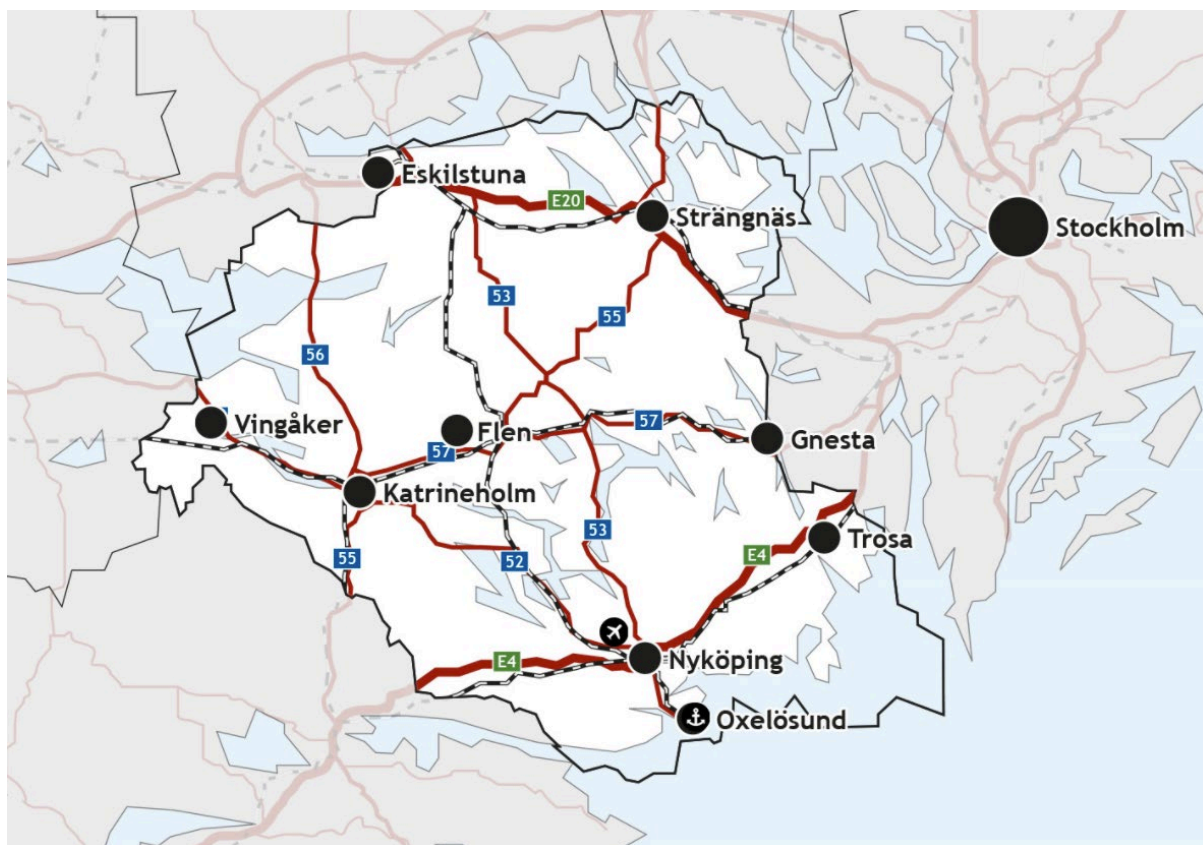 Eskilstuna
E20
Strängnäs
Stockholm
53
55
56
Vingåker
Flen
57
57
Gnesta
Katrineholm
53
Trosa
55
52
E4
E4
Nyköping
Oxelösund